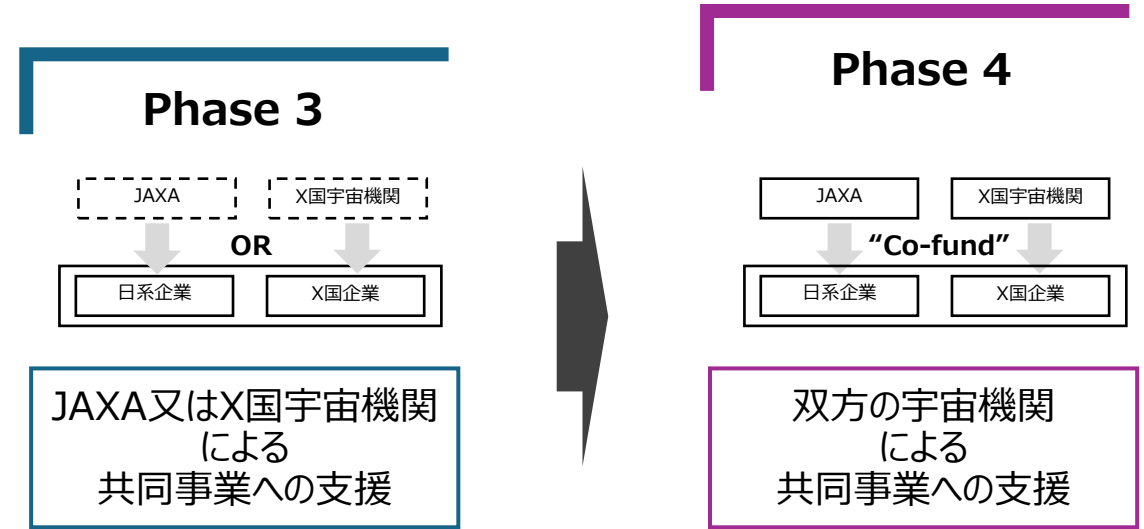 Phase 3
JAXA
X国宇宙機関
OR
日系企業
X国企業
JAXA又はX国宇宙機関
による
共同事業への支援
Phase 4
JAXA
X国宇宙機関
“Co-fund”
日系企業
X国企業
双方の宇宙機関
による
共同事業への支援